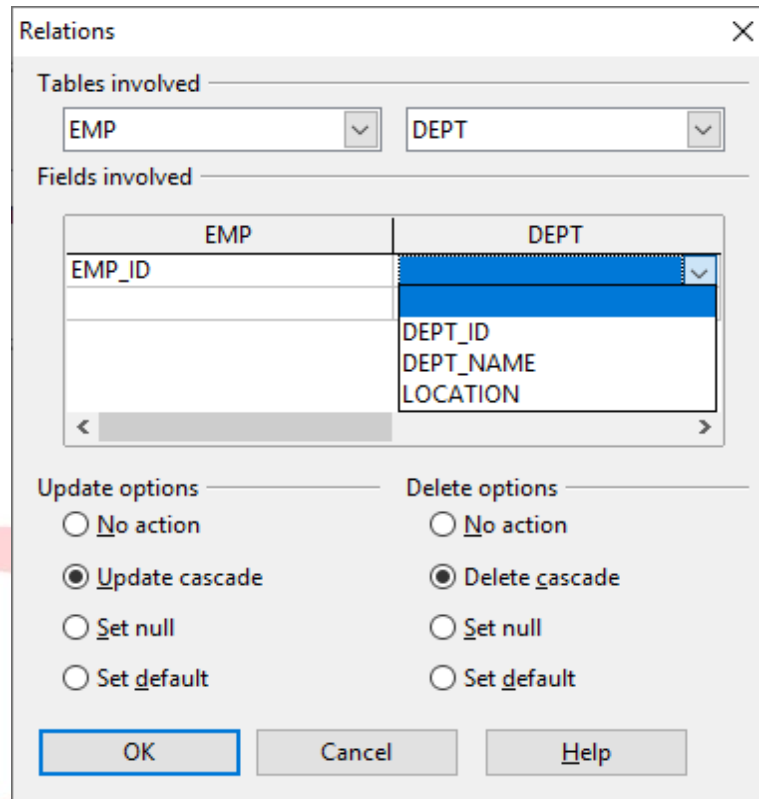 Relations
Tables involved
EMP DEPT
Fields involved
EMP DEPT
EMP_ID
DEPT_ID
DEPT_NAME
LOCATION
Update options Delete options
No action No action
Update cascade Delete cascade
Set null Set null
Set default Set default
OK Cancel Help